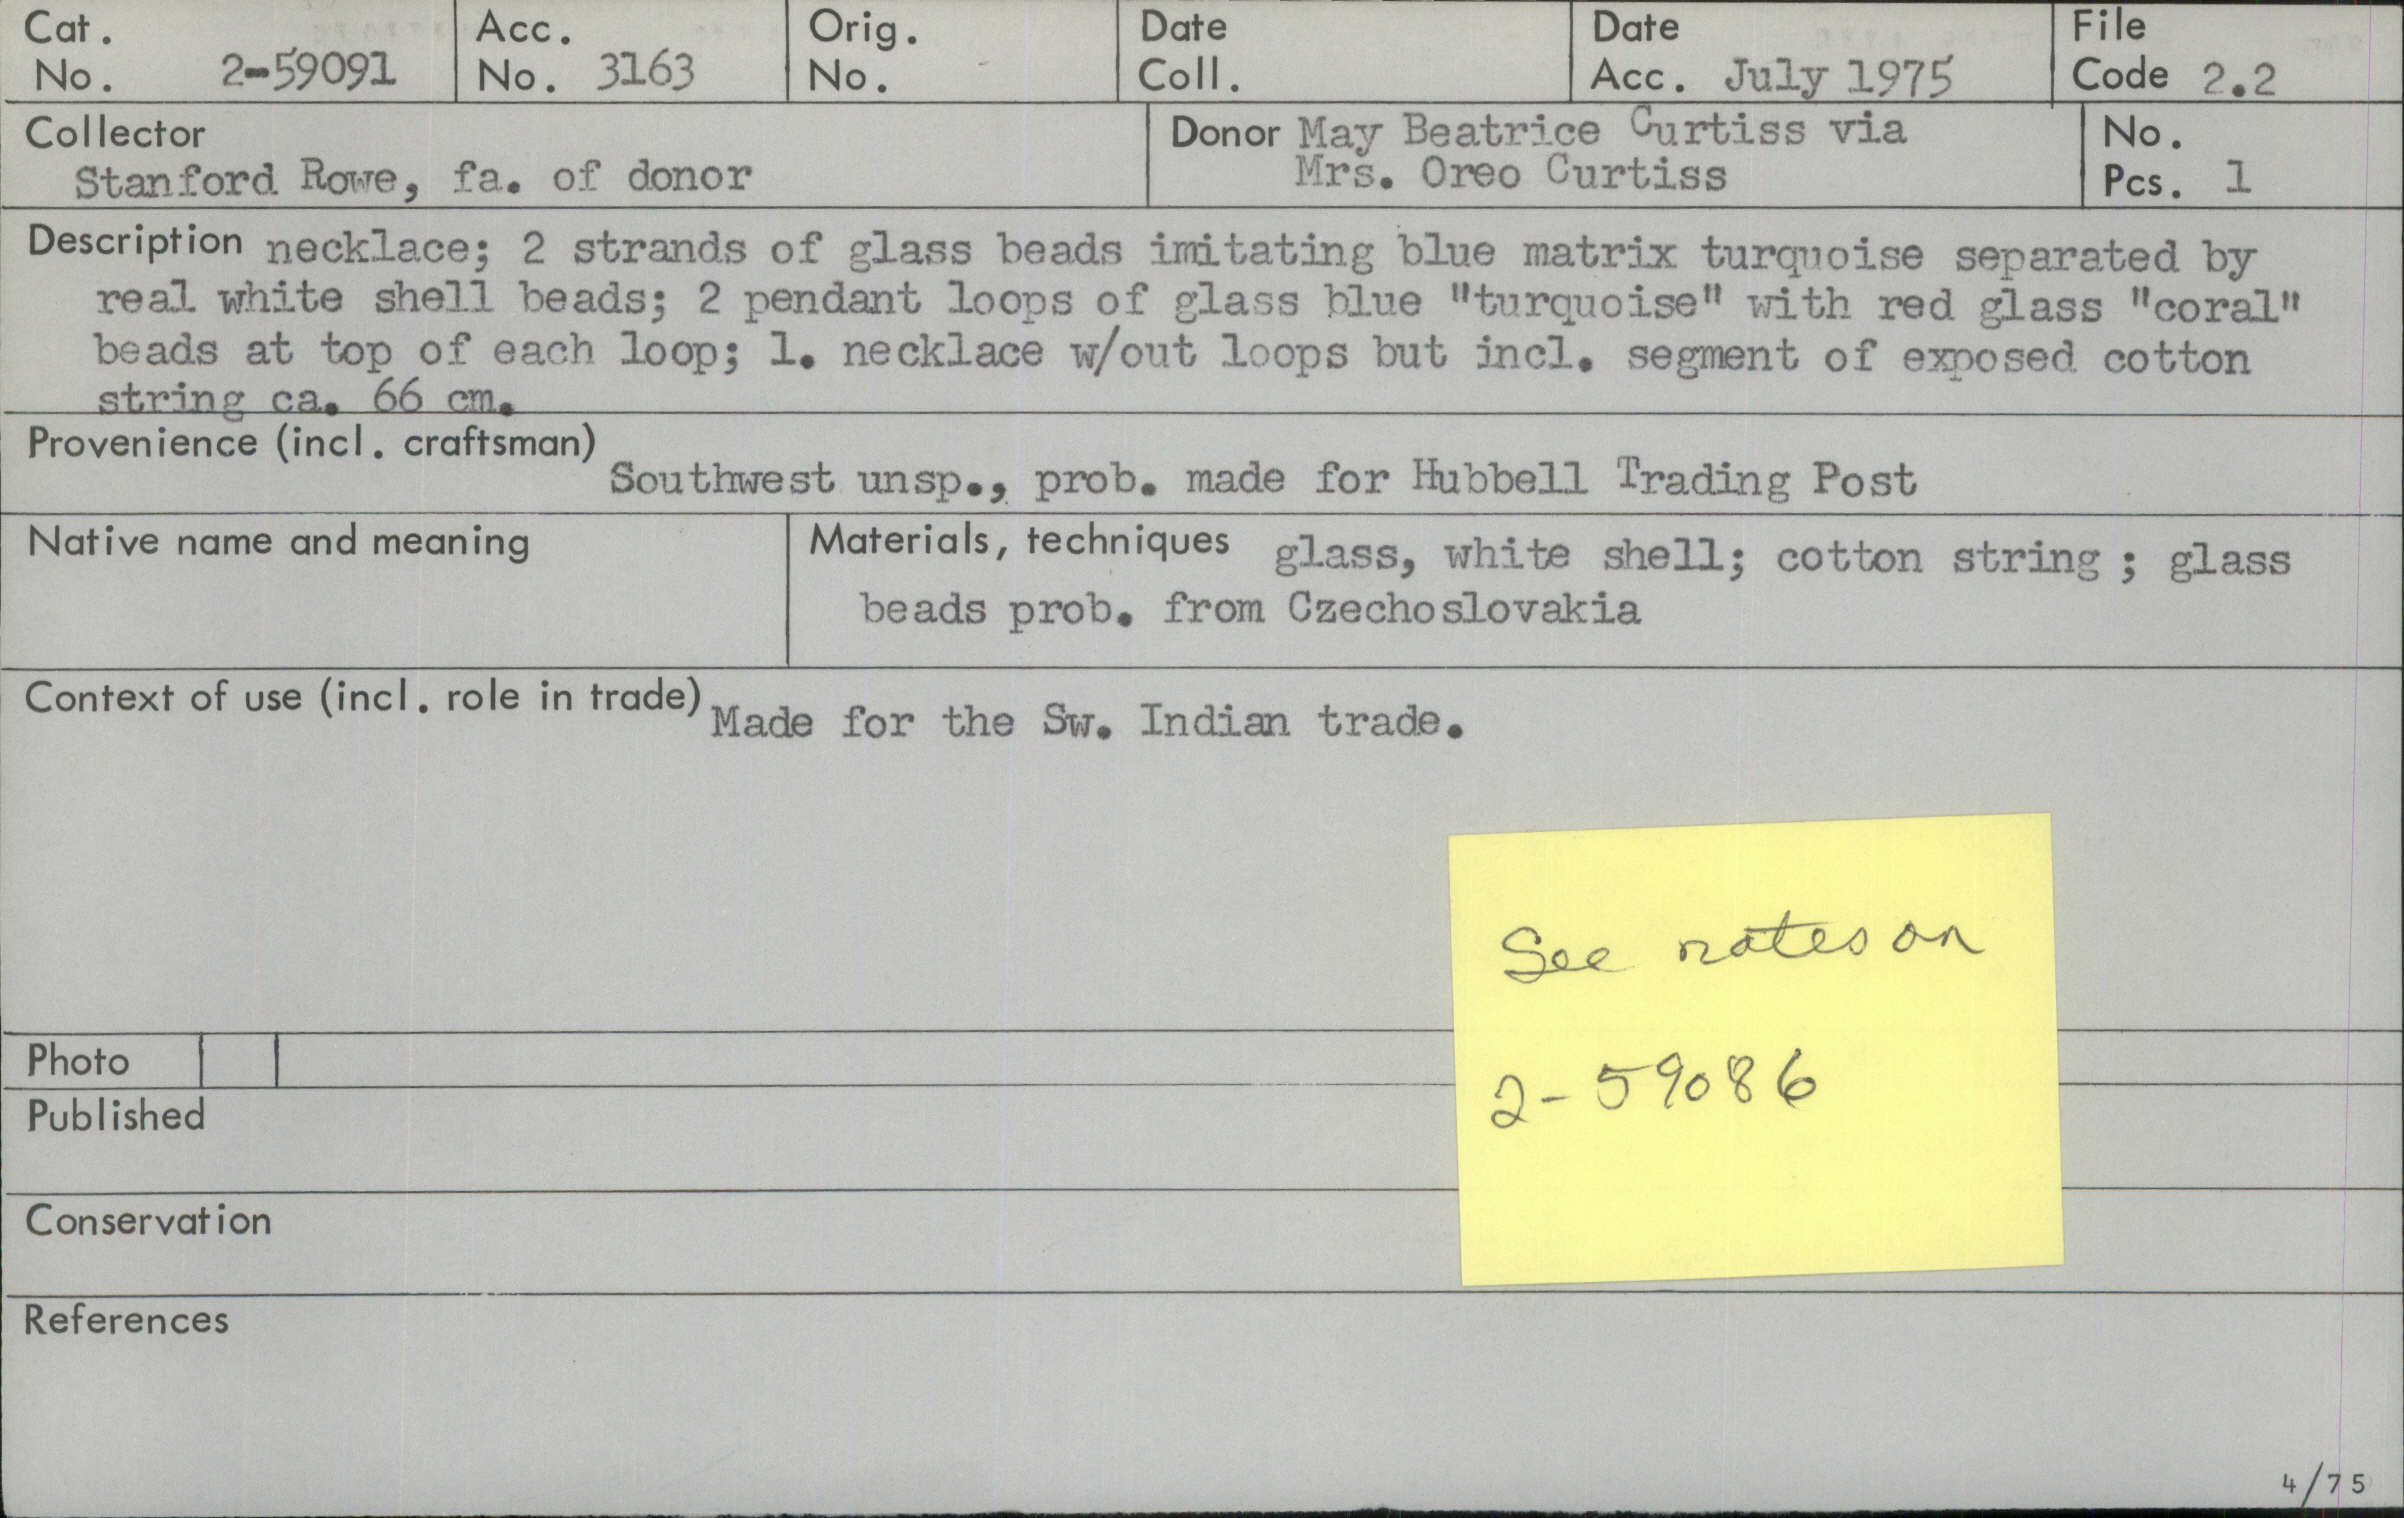 Cat. No. 2-59091 Acc. No. 3163 Orig. No. Date Coll. Date Acc. July 1975 File Code 2.2
Collector
Stanford Rowe, fa. of donor
Donor May Beatrice Curtiss via
Mrs. Oreo Curtiss
No. Pcs. 1
Description necklace; 2 strands of glass beads imitating blue matrix turquoise separated by
real white shell beads; 2 pendant loops of glass blue "turquoise" with red glass "coral"
beads at top of each loop; l. necklace w/out loops but incl. segment of exposed cotton
string ca. 66 cm.
Provenience (incl. craftsman)
Southwest unsp., prob. made for Hubbell Trading Post
Native name and meaning
Materials, techniques glass, white shell; cotton string ; glass
beads prob. from Czechoslovakia
Context of use (incl. role in trade) Made for the Sw. Indian trade.
See notes on
2-59086
Photo
Published
Conservation
References
4/75